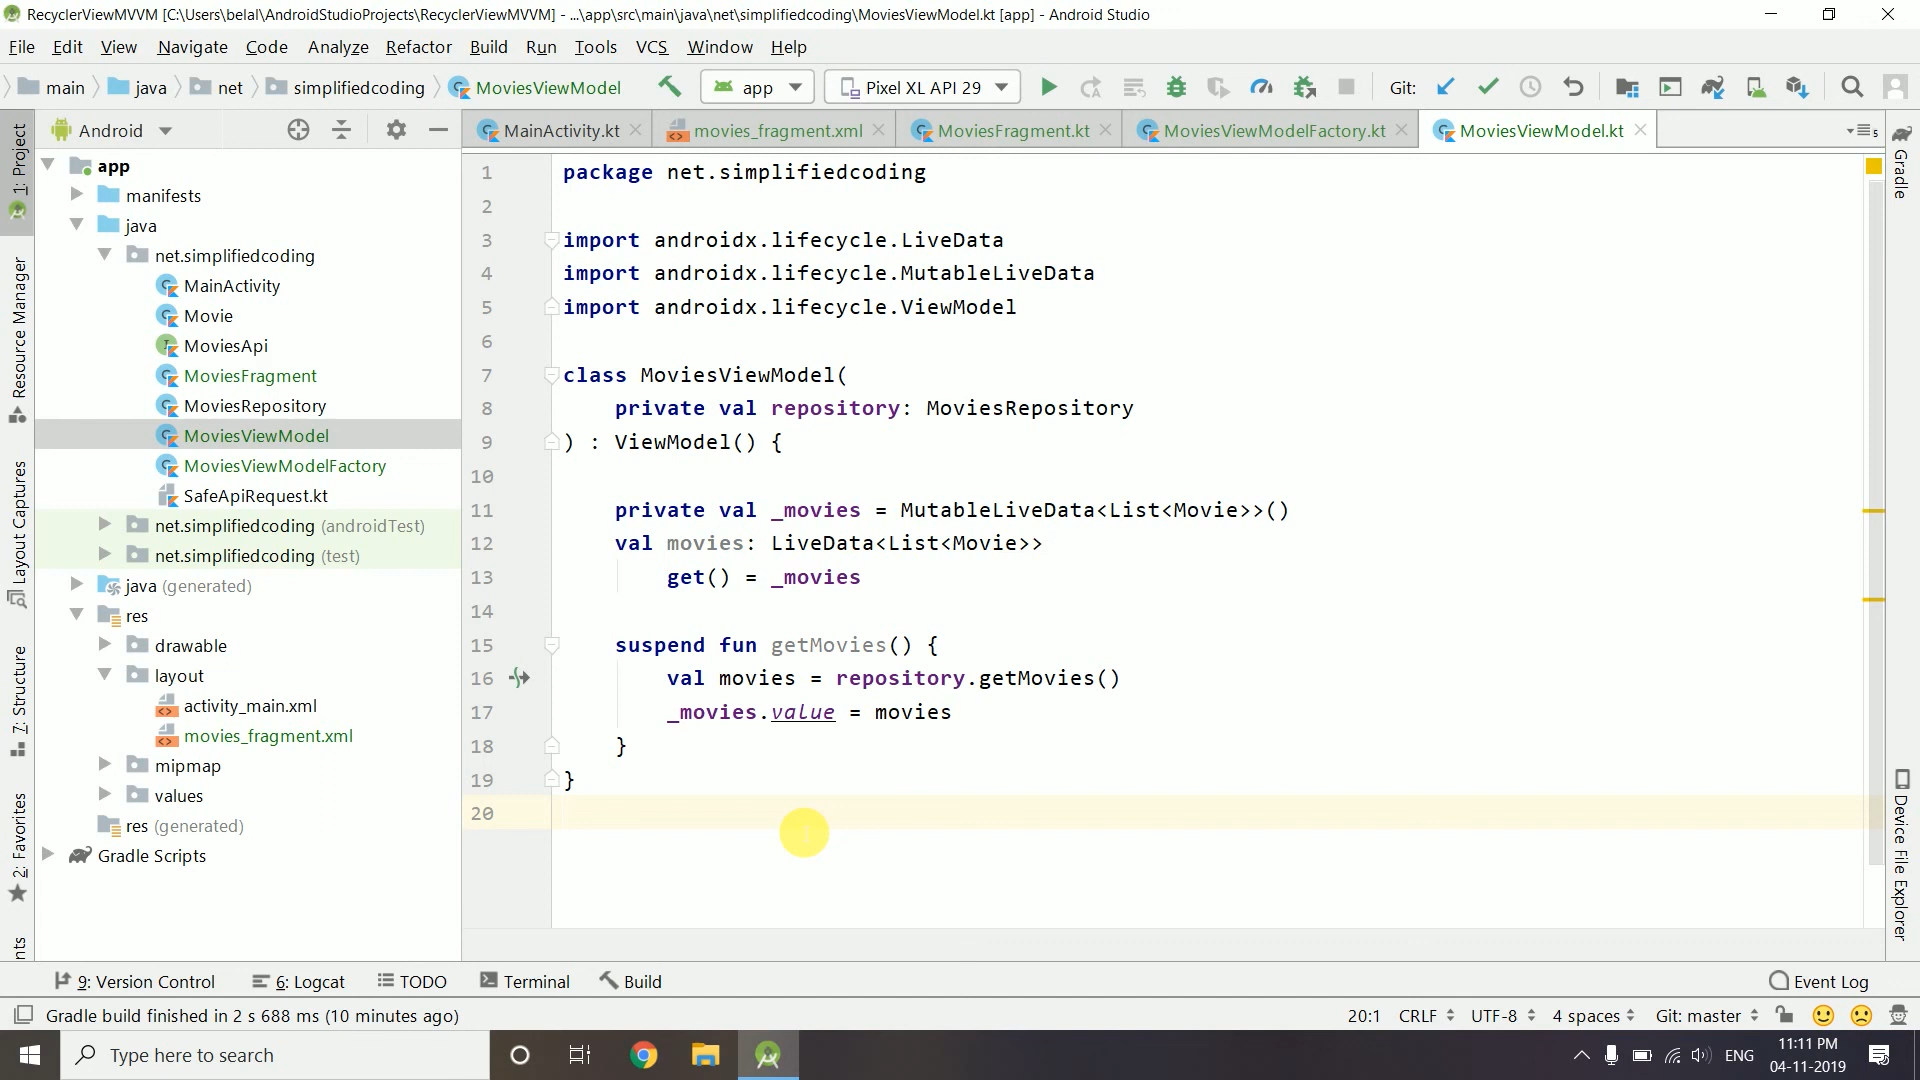 RecyclerViewMVVM [C:\Users\belal\AndroidStudioProjects\RecyclerViewMVVM] - ...\app\src\main\java\net\simplifiedcoding\MoviesViewModel.kt [app] - Android Studio
File Edit View Navigate Code Analyze Refactor Build Run Tools VCS Window Help
main java net simplifiedcoding MoviesViewModel app Pixel XL API 29 Git:
Android
MainActivity.kt movies_fragment.xml MoviesFragment.kt MoviesViewModelFactory.kt MoviesViewModel.kt 5
1: Project
Resource Manager
Layout Captures
7: Structure
2: Favorites
nts
app
manifests
java
net.simplifiedcoding
MainActivity
Movie
MoviesApi
MoviesFragment
MoviesRepository
MoviesViewModel
MoviesViewModelFactory
SafeApiRequest.kt
net.simplifiedcoding (androidTest)
net.simplifiedcoding (test)
java (generated)
res
drawable
layout
activity_main.xml
movies_fragment.xml
mipmap
values
res (generated)
Gradle Scripts
1 package net.simplifiedcoding
2
3 import androidx.lifecycle.LiveData
4 import androidx.lifecycle.MutableLiveData
5 import androidx.lifecycle.ViewModel
6
7 class MoviesViewModel(
8 private val repository: MoviesRepository
9 ) : ViewModel() {
10
11 private val _movies = MutableLiveData<List<Movie>>()
12 val movies: LiveData<List<Movie>>
13 get() = _movies
14
15 suspend fun getMovies() {
16 val movies = repository.getMovies()
17 _movies.value = movies
18 }
19 }
20
Gradle
Device File Explorer
9: Version Control 6: Logcat TODO Terminal Build Event Log
Gradle build finished in 2 s 688 ms (10 minutes ago) 20:1 CRLF UTF-8 4 spaces Git: master
Type here to search ENG 11:11 PM
04-11-2019